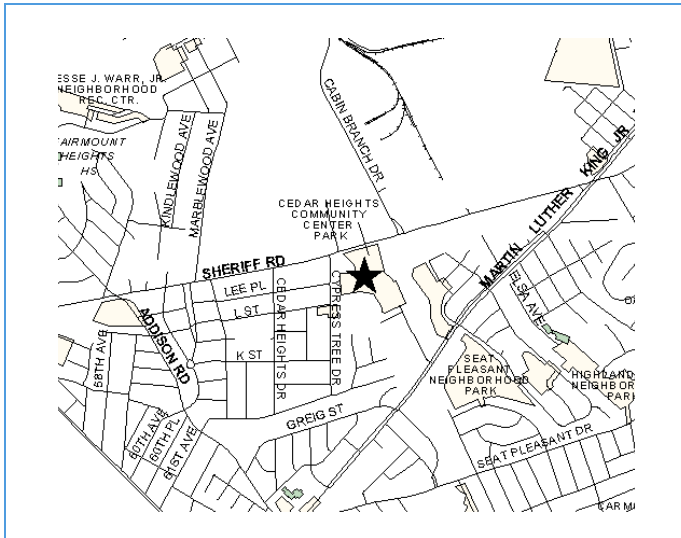 ESSE J. WARR, JR.
NEIGHBORHOOD
REC. CTR.
FAIRMOUNT
HEIGHTS
HS
KINDLEWOOD AVE
MARBLEWOOD AVE
CABIN BRANCH DR
MARTIN LUTHER KING JR
CEDAR HEIGHTS
COMMUNITY
CENTER
PARK
SHERIFF RD
LEE PL
L ST
K ST
ADDISON RD
CEDAR HEIGHTS DR
CYPRESS TREE DR
ELSA AVE
68TH AVE
60TH AVE
60TH PL
61ST AVE
GREIG ST
SEAT
PLEASANT
NEIGHBORHOOD
PARK
HIGHLAND
NEIGHBOR
PARK
SEAT PLEASANT DR
CARM